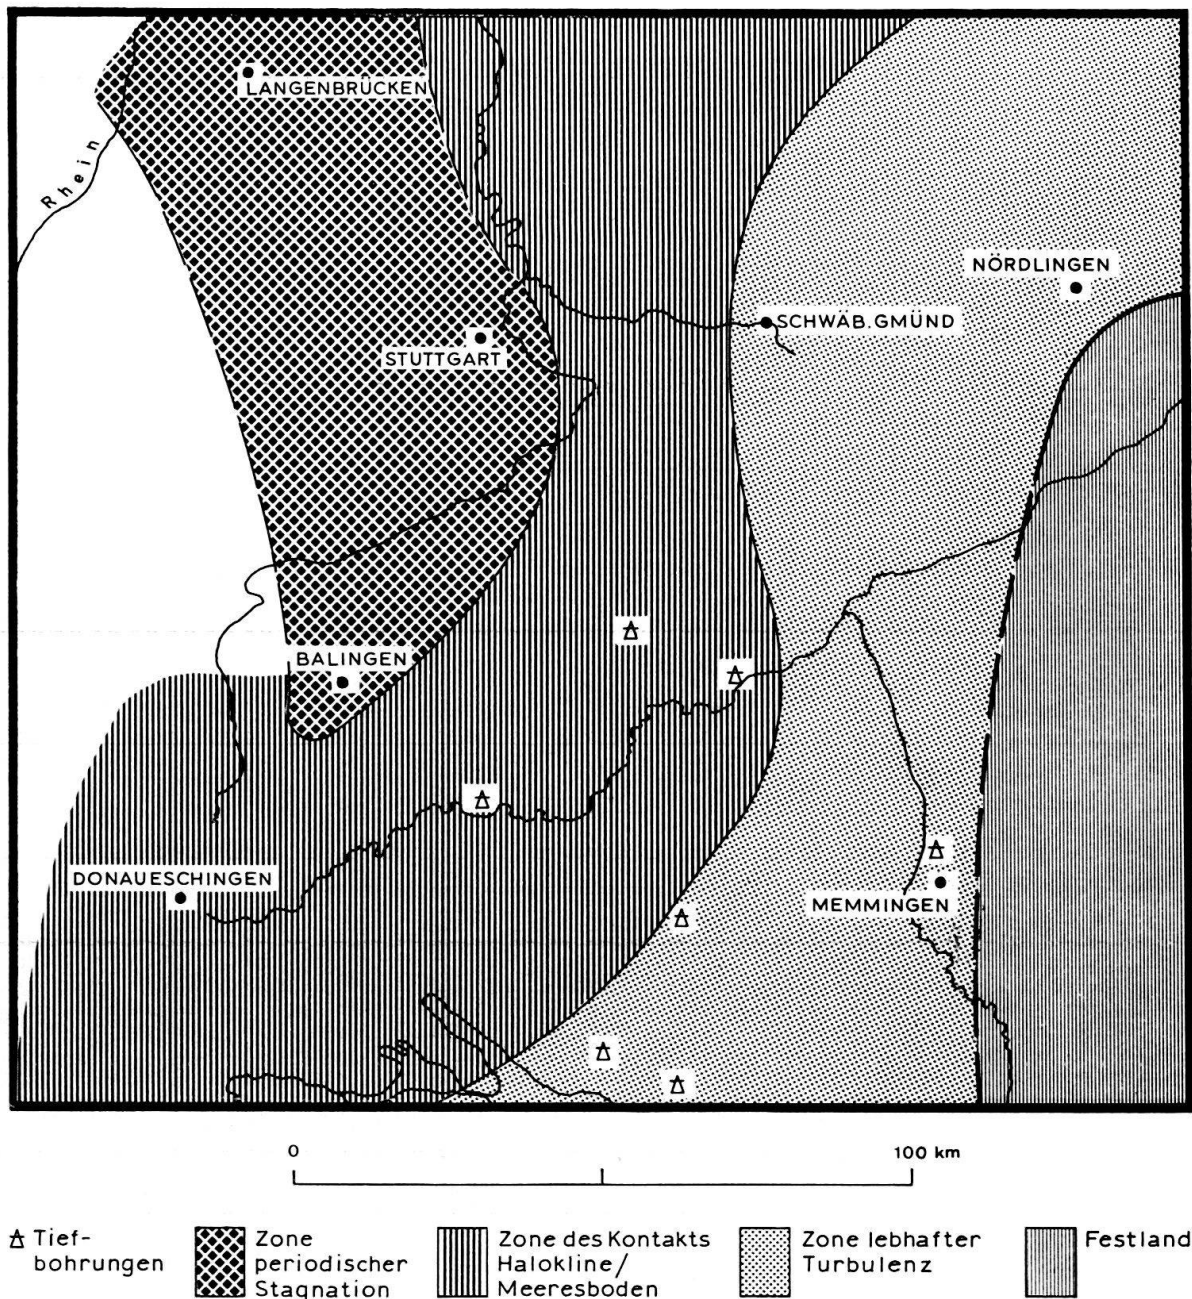 LANGENBRÜCKEN
Rhein
NÖRDLINGEN
SCHWÄB.GMÜND
STUTTGART
BALINGEN
DONAUESCHINGEN
MEMMINGEN
0
100 km
Tief-
bohrungen
Zone
periodischer
Stagnation
Zone des Kontakts
Halokline/
Meeresboden
Zone lebhafter
Turbulenz
Festland